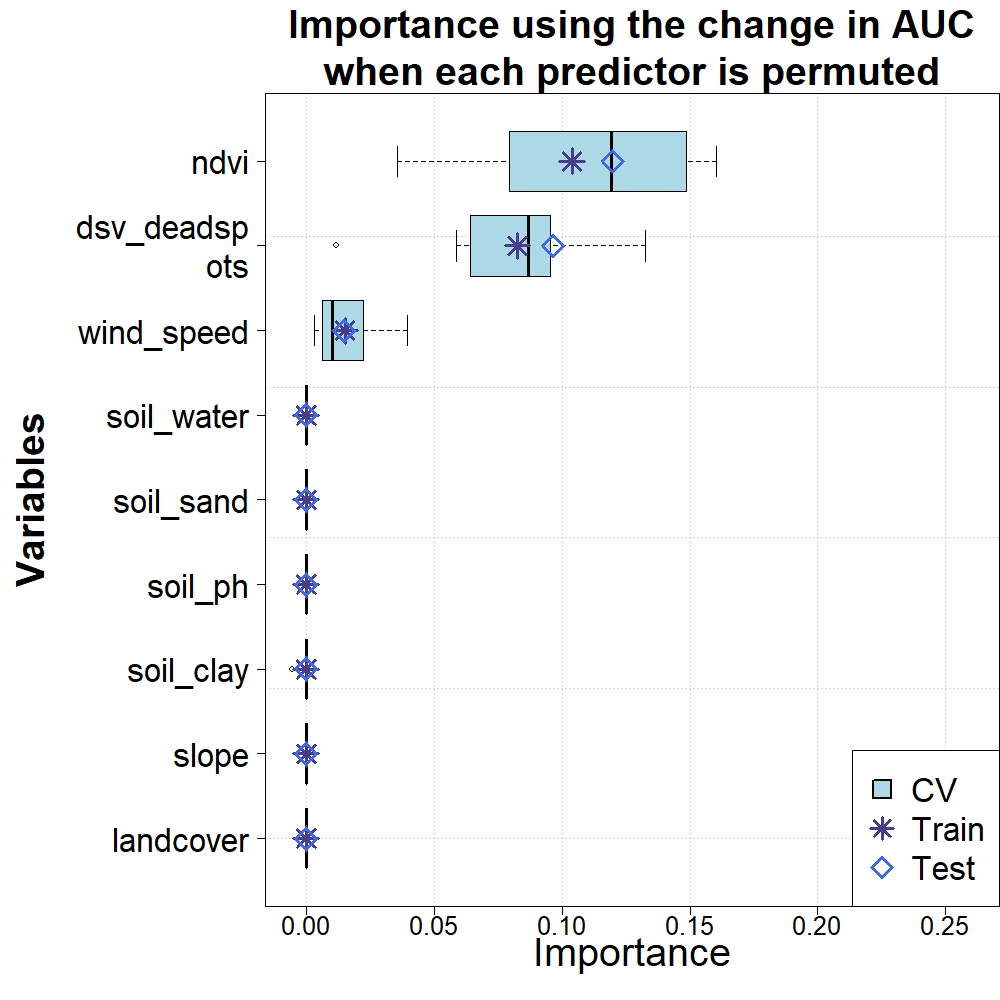 Importance using the change in AUC
when each predictor is permuted
Variables
ndvi
dsv_deadsp
ots
wind_speed
soil_water
soil_sand
soil_ph
soil_clay
slope
landcover
CV
Train
Test
0.00 0.05 0.10 0.15 0.20 0.25
Importance